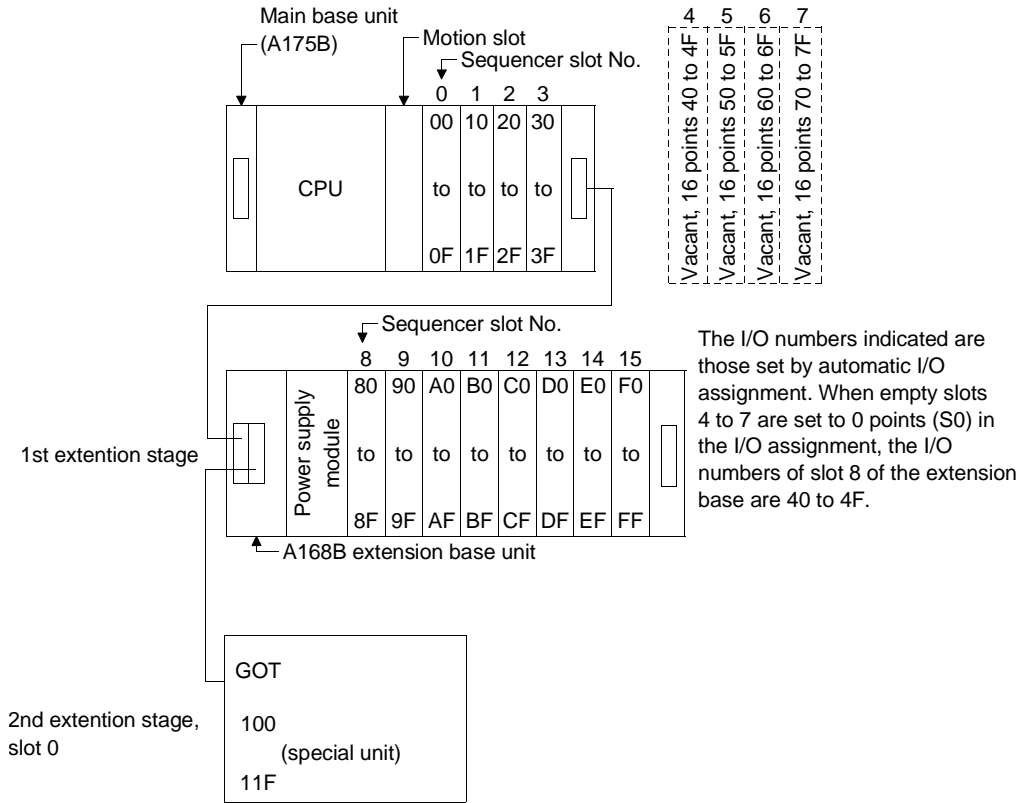 Main base unit
(A175B)
Motion slot
Sequencer slot No.
0 1 2 3
00 10 20 30
CPU
to to to to
0F 1F 2F 3F
4 5 6 7
Vacant, 16 points 40 to 4F
Vacant, 16 points 50 to 5F
Vacant, 16 points 60 to 6F
Vacant, 16 points 70 to 7F
Sequencer slot No.
8 9 10 11 12 13 14 15
80 90 A0 B0 C0 D0 E0 F0
1st extention stage
Power supply
module
to to to to to to to to
8F 9F AF BF CF DF EF FF
A168B extension base unit
The I/O numbers indicated are
those set by automatic I/O
assignment. When empty slots
4 to 7 are set to 0 points (S0) in
the I/O assignment, the I/O
numbers of slot 8 of the extension
base are 40 to 4F.
2nd extention stage,
slot 0
GOT
100
(special unit)
11F